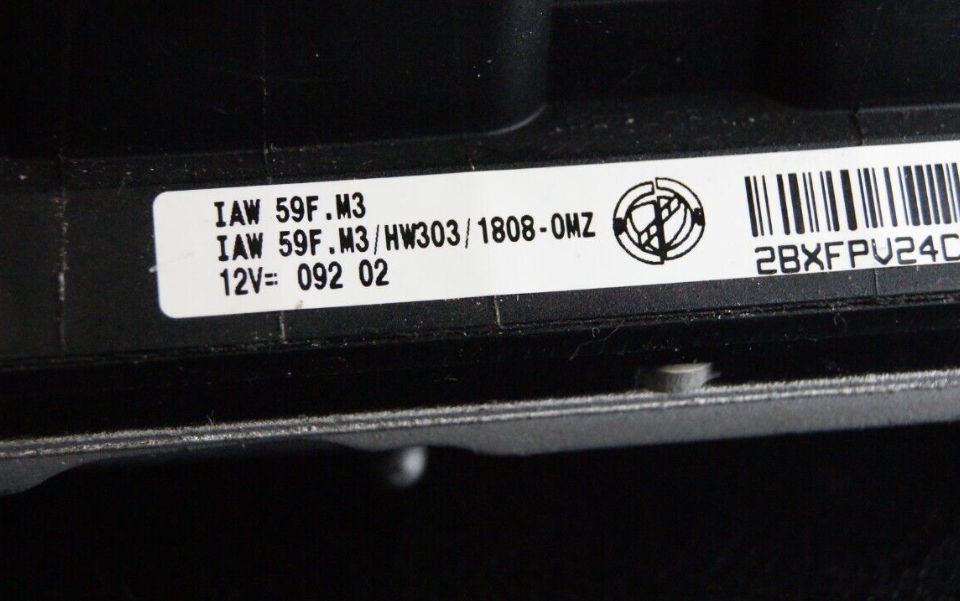 IAW 59F.M3
IAW 59F.M3/HW303/1808-0MZ
12V= 092 02
2BXFPV24C